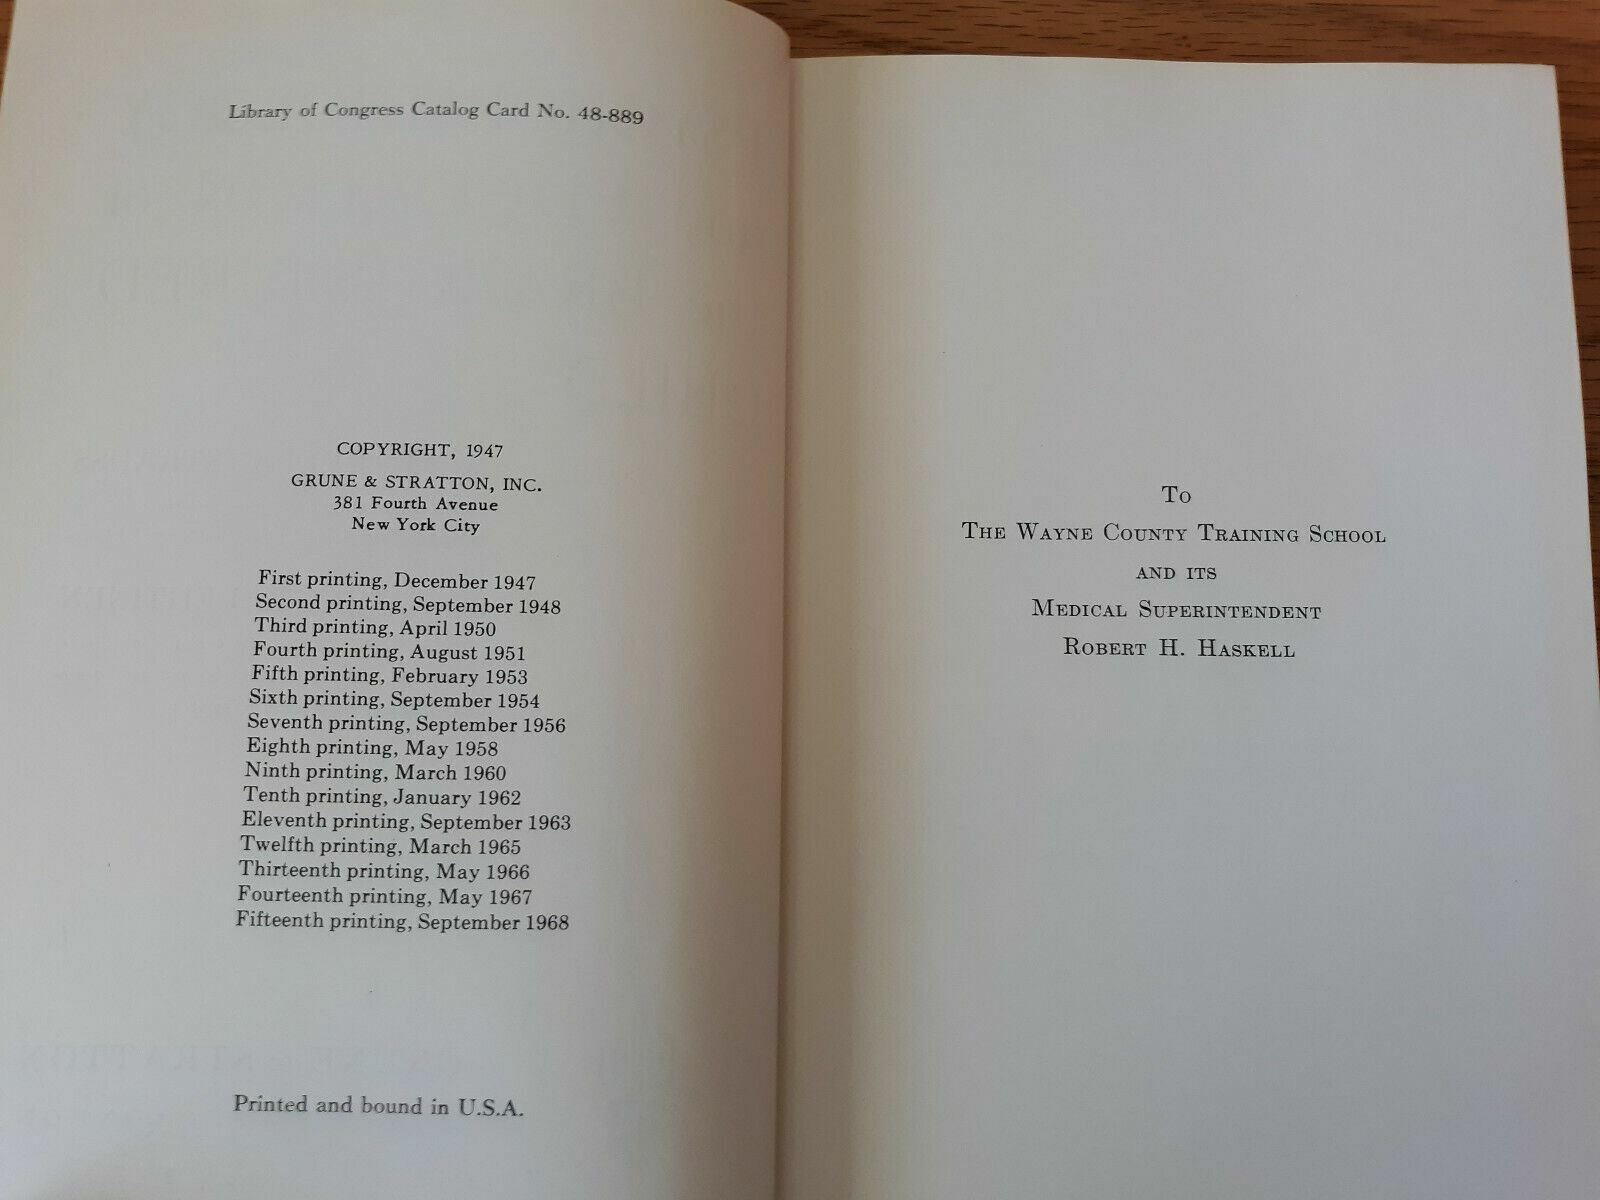 Library of Congress Catalog Card No. 48-889
COPYRIGHT, 1947
GRUNE & STRATTON, INC.
381 Fourth Avenue
New York City
First printing, December 1947
Second printing, September 1948
Third printing, April 1950
Fourth printing, August 1951
Fifth printing, February 1953
Sixth printing, September 1954
Seventh printing, September 1956
Eighth printing, May 1958
Ninth printing, March 1960
Tenth printing, January 1962
Eleventh printing, September 1963
Twelfth printing, March 1965
Thirteenth printing, May 1966
Fourteenth printing, May 1967
Fifteenth printing, September 1968
Printed and bound in U.S.A.
To
The Wayne County Training School
and its
Medical Superintendent
Robert H. Haskell